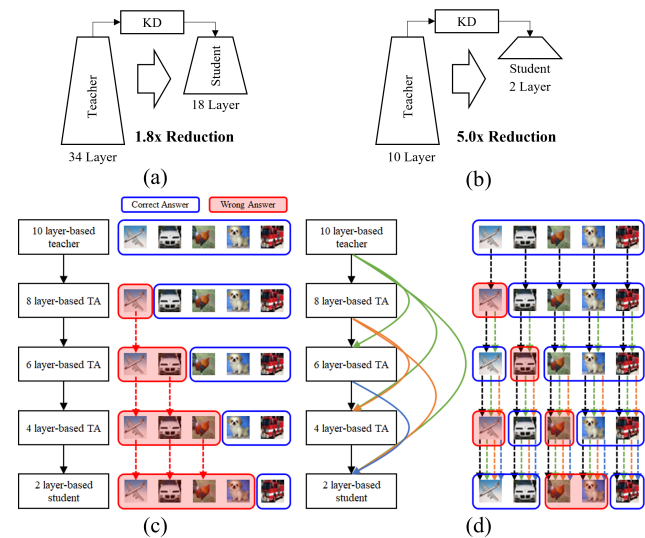 KD
Teacher
Student
18 Layer
1.8x Reduction
34 Layer
(a)
KD
Teacher
Student
2 Layer
5.0x Reduction
10 Layer
(b)
Correct Answer
Wrong Answer
10 layer-based
teacher
8 layer-based TA
6 layer-based TA
4 layer-based TA
2 layer-based
student
(c)
10 layer-based
teacher
8 layer-based TA
6 layer-based TA
4 layer-based TA
2 layer-based
student
(d)